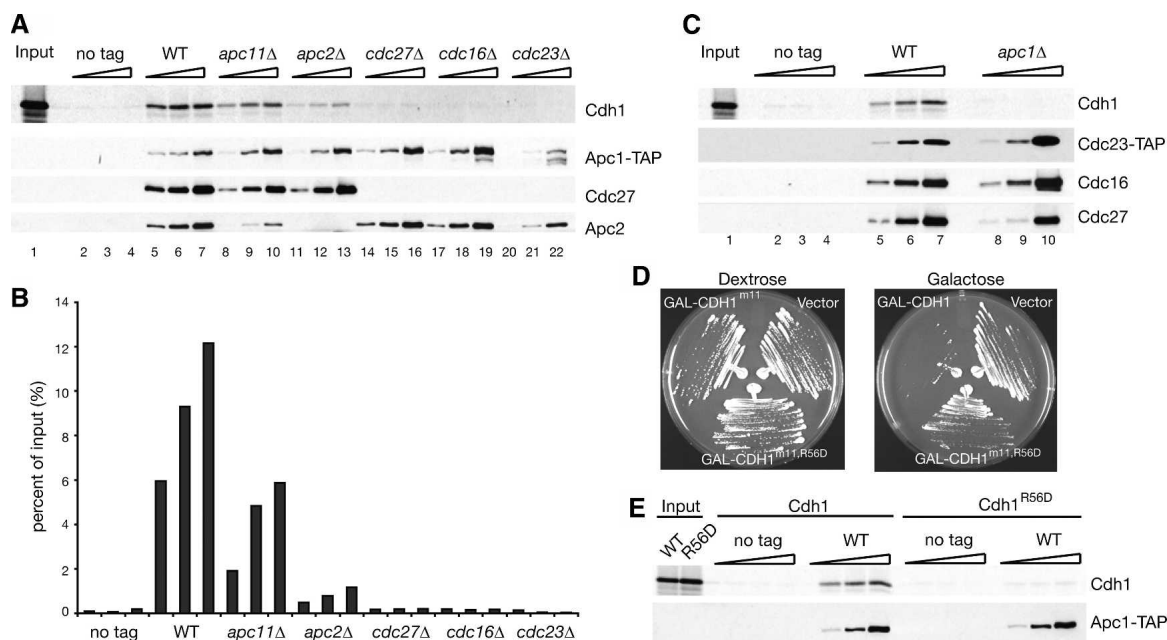 A
Input no tag WT apc11Δ apc2Δ cdc27Δ cdc16Δ cdc23Δ
Cdh1
Apc1-TAP
Cdc27
Apc2
1 2 3 4 5 6 7 8 9 10 11 12 13 14 15 16 17 18 19 20 21 22
B
percent of input (%)
14
12
10
8
6
4
2
0
no tag WT apc11Δ apc2Δ cdc27Δ cdc16Δ cdc23Δ
C
Input no tag WT apc1Δ
Cdh1
Cdc23-TAP
Cdc16
Cdc27
1 2 3 4 5 6 7 8 9 10
D
Dextrose
GAL-CDH1m11 Vector
GAL-CDH1m11,R56D
Galactose
GAL-CDH1 Vector
GAL-CDH1m11,R56D
E
Input Cdh1 Cdh1R56D
WT R56D no tag WT no tag WT
Cdh1
Apc1-TAP